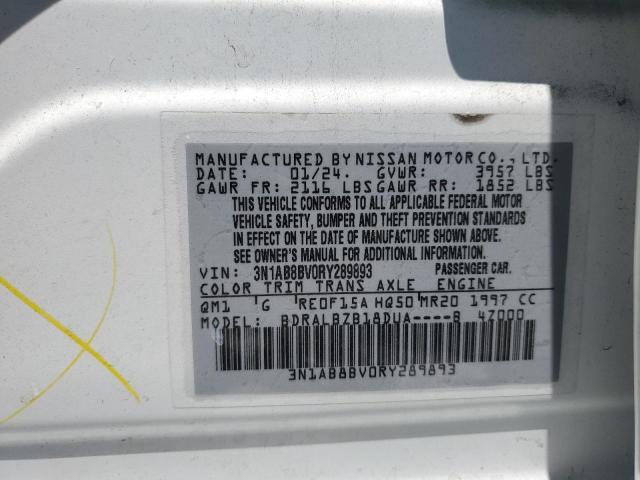 MANUFACTURED BY NISSAN MOTOR CO., LTD.
DATE: 01/24. GVWR: 3957 LBS
GAWR FR: 2116 LBS GAWR RR: 1852 LBS
THIS VEHICLE CONFORMS TO ALL APPLICABLE FEDERAL MOTOR
VEHICLE SAFETY, BUMPER AND THEFT PREVENTION STANDARDS
IN EFFECT ON THE DATE OF MANUFACTURE SHOWN ABOVE.
SEE OWNER'S MANUAL FOR ADDITIONAL INFORMATION.
VIN: 3N1AB8BV0RY289893 PASSENGER CAR.
COLOR TRIM TRANS AXLE ENGINE
QM1 'G RE0F15A HQ50 MR20 1997 CC
MODEL: BDRALBZB18DUA----B 4Z000
3N1AB8BV0RY289893